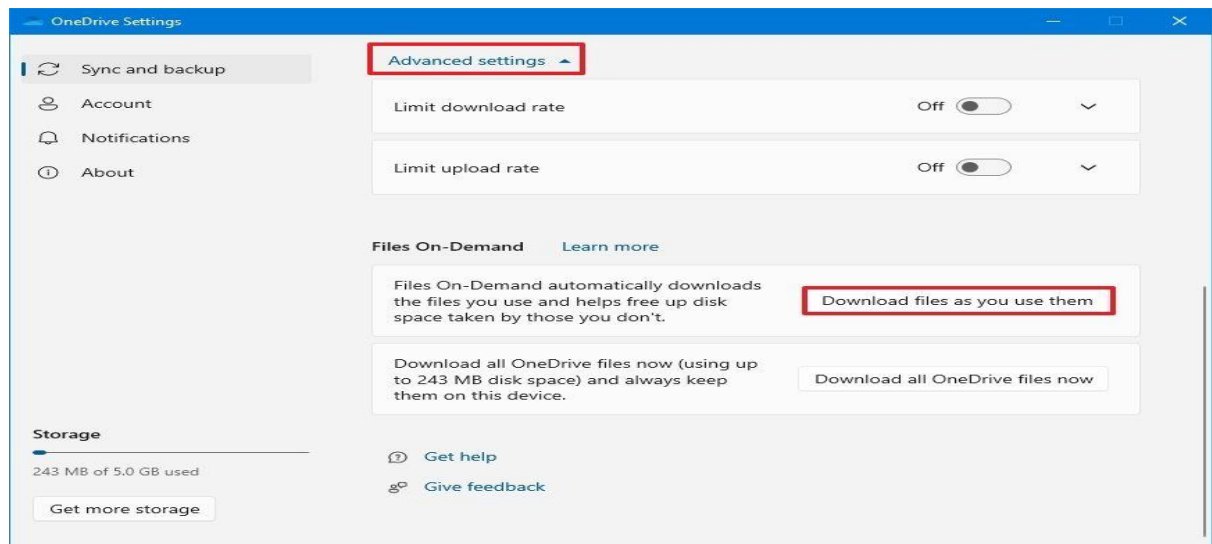 OneDrive Settings
Sync and backup
Account
Notifications
About
Storage
243 MB of 5.0 GB used
Get more storage
Advanced settings
Limit download rate
Off
Limit upload rate
Off
Files On-Demand Learn more
Files On-Demand automatically downloads
the files you use and helps free up disk
space taken by those you don't.
Download files as you use them
Download all OneDrive files now (using up
to 243 MB disk space) and always keep
them on this device.
Download all OneDrive files now
Get help
Give feedback